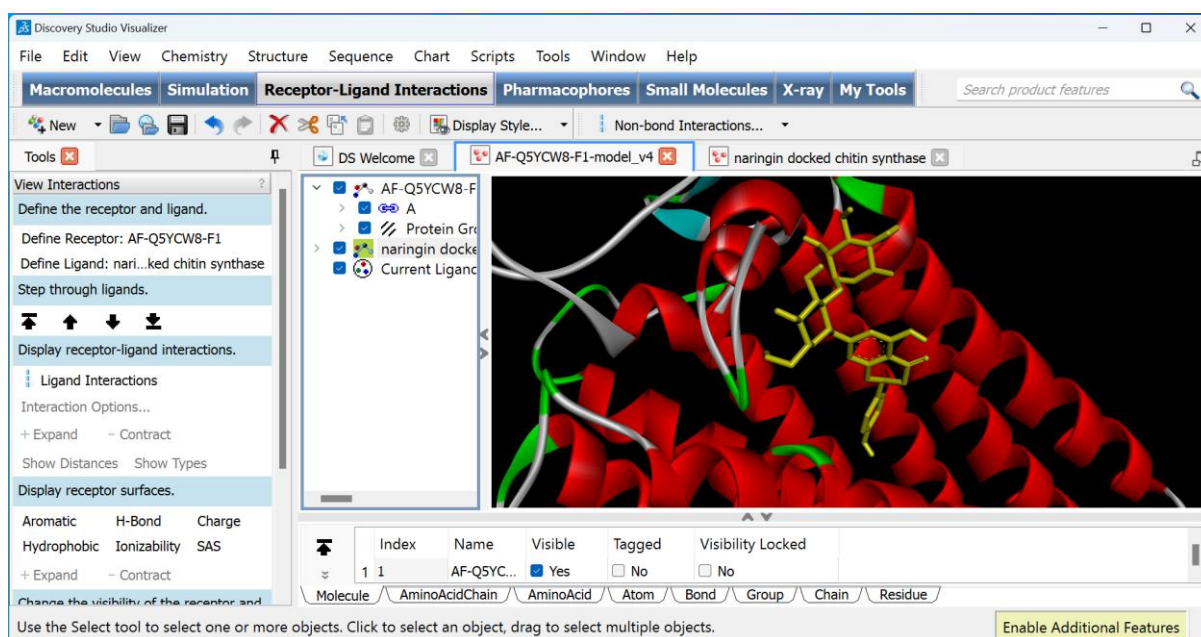 Discovery Studio Visualizer
File Edit View Chemistry Structure Sequence Chart Scripts Tools Window Help
Macromolecules Simulation Receptor-Ligand Interactions Pharmacophores Small Molecules X-ray My Tools Search product features
New Display Style... Non-bond Interactions...
Tools DS Welcome AF-Q5YCW8-F1-model_v4 naringin docked chitin synthase
View Interactions ?
Define the receptor and ligand.
Define Receptor: AF-Q5YCW8-F1
Define Ligand: nari...ked chitin synthase
Step through ligands.
Display receptor-ligand interactions.
Ligand Interactions
Interaction Options...
+ Expand - Contract
Show Distances Show Types
Display receptor surfaces.
Aromatic H-Bond Charge
Hydrophobic Ionizability SAS
+ Expand - Contract
Change the visibility of the receptor and
AF-Q5YCW8-F
A
Protein Gro
naringin docke
Current Ligand
Index Name Visible Tagged Visibility Locked
1 1 AF-Q5YC... Yes No No
Molecule AminoAcidChain AminoAcid Atom Bond Group Chain Residue
Use the Select tool to select one or more objects. Click to select an object, drag to select multiple objects. Enable Additional Features